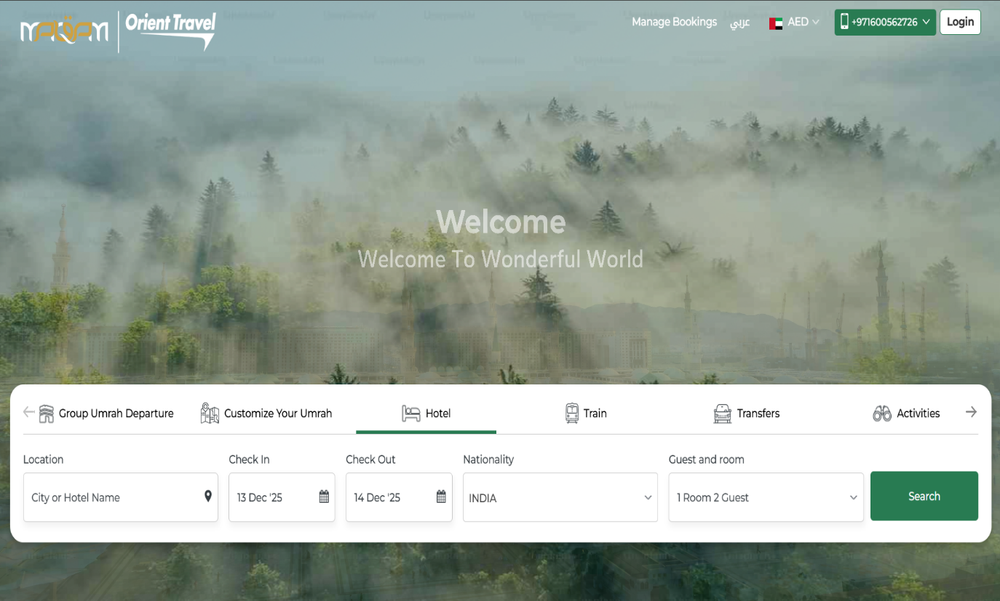 MAQAM
Orient Travel
Manage Bookings
عربي
AED
+971600562726
Login
Welcome
Welcome To Wonderful World
Group Umrah Departure
Customize Your Umrah
Hotel
Train
Transfers
Activities
Location
Check In
Check Out
Nationality
Guest and room
City or Hotel Name
13 Dec '25
14 Dec '25
INDIA
1 Room 2 Guest
Search